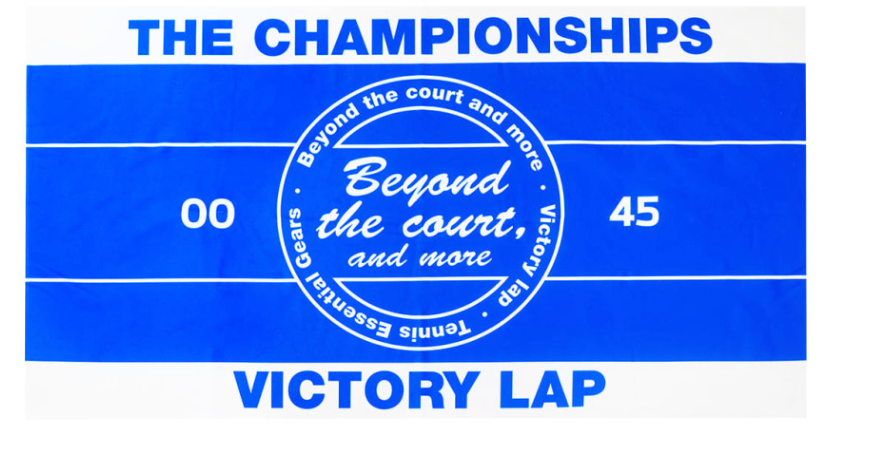 THE CHAMPIONSHIPS
Beyond the court and more · Victory lap · Tennis Essential Gears ·
00
Beyond
the court,
and more
45
VICTORY LAP